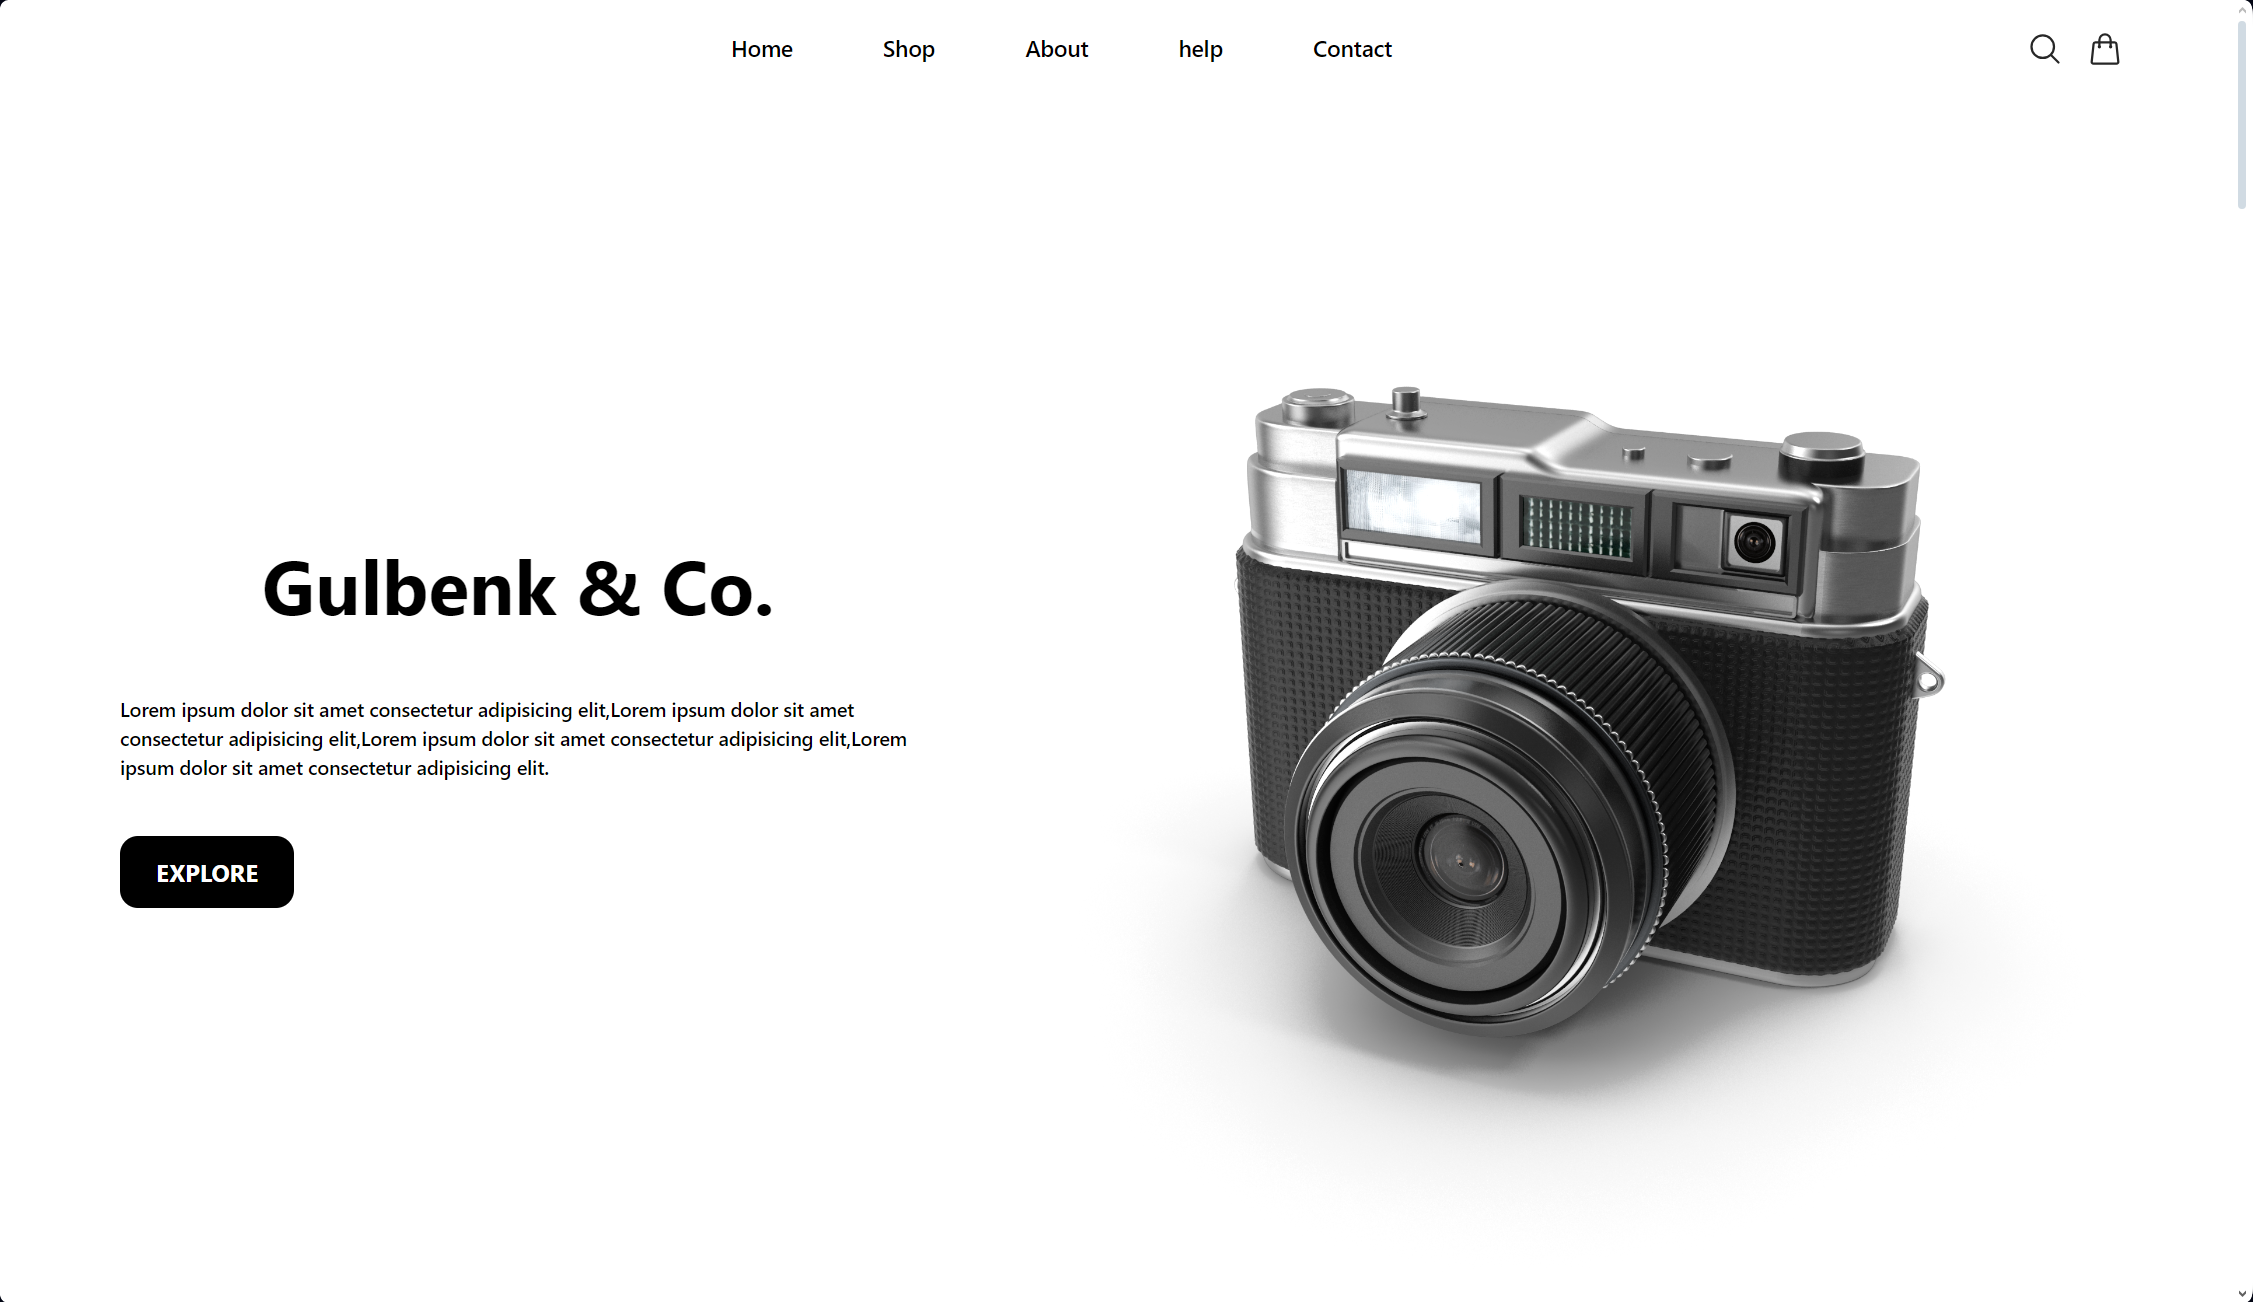 Home Shop About help Contact
Gulbenk & Co.
Lorem ipsum dolor sit amet consectetur adipisicing elit,Lorem ipsum dolor sit amet
consectetur adipisicing elit,Lorem ipsum dolor sit amet consectetur adipisicing elit,Lorem
ipsum dolor sit amet consectetur adipisicing elit.
EXPLORE